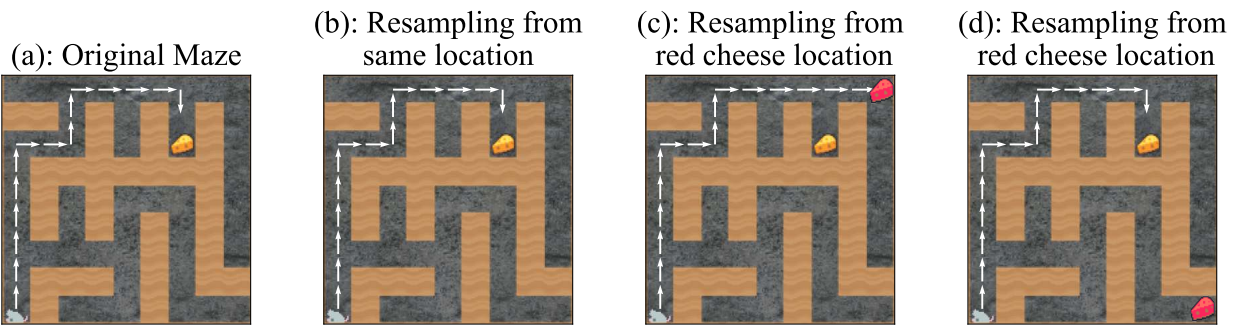 (a): Original Maze
(b): Resampling from
same location
(c): Resampling from
red cheese location
(d): Resampling from
red cheese location